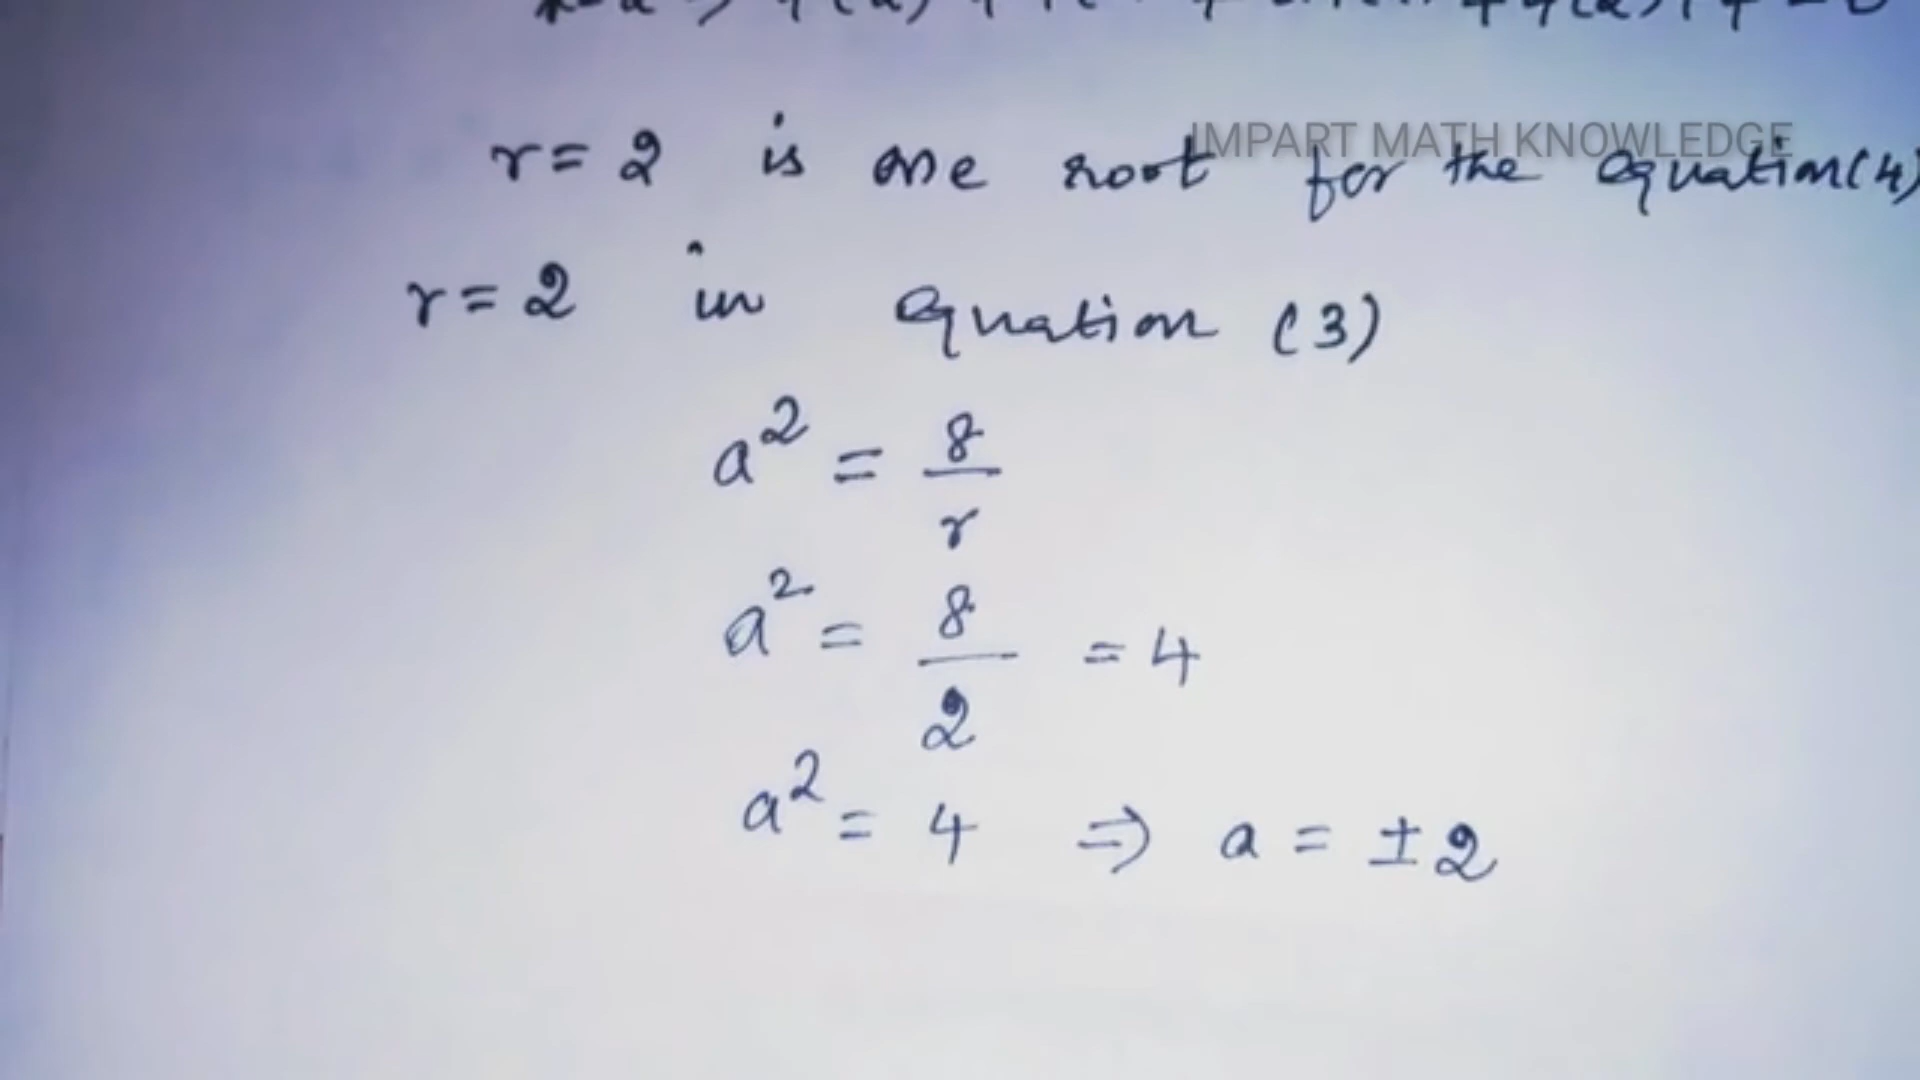 IMPART MATH KNOWLEDGE
r = 2 is one root for the equation (4)
r = 2 in equation (3)
a² = 8/r
a² = 8/2 = 4
a² = 4 ⇒ a = ±2